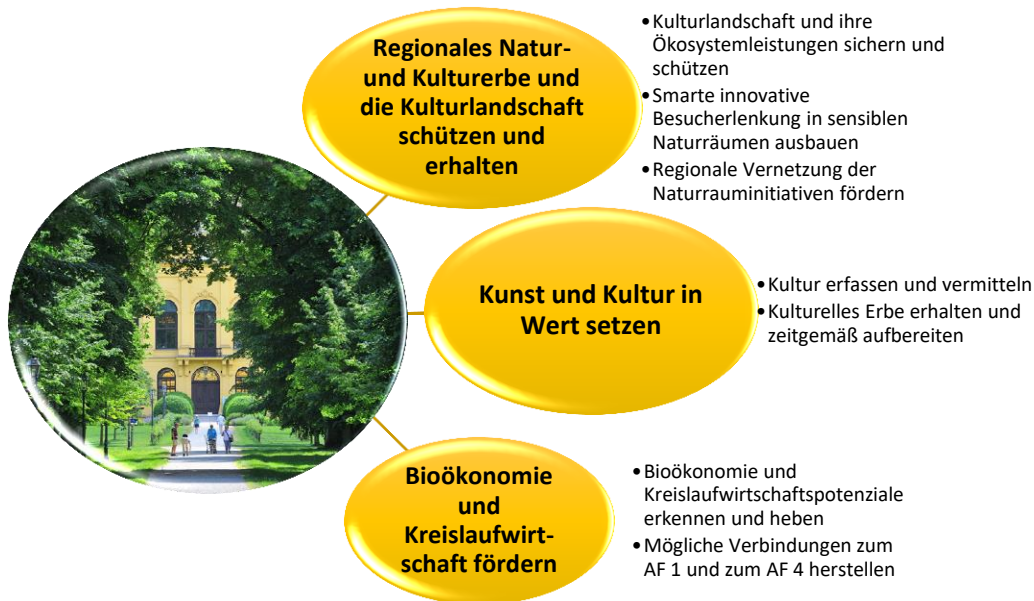 Regionales Natur-
und Kulturerbe und
die Kulturlandschaft
schützen und
erhalten
•Kulturlandschaft und ihre
Ökosystemleistungen sichern und
schützen
•Smarte innovative
Besucherlenkung in sensiblen
Naturräumen ausbauen
•Regionale Vernetzung der
Naturrauminitiativen fördern
Kunst und Kultur in
Wert setzen
•Kultur erfassen und vermitteln
•Kulturelles Erbe erhalten und
zeitgemäß aufbereiten
Bioökonomie
und
Kreislaufwirt-
schaft fördern
•Bioökonomie und
Kreislaufwirtschaftspotenziale
erkennen und heben
•Mögliche Verbindungen zum
AF 1 und zum AF 4 herstellen